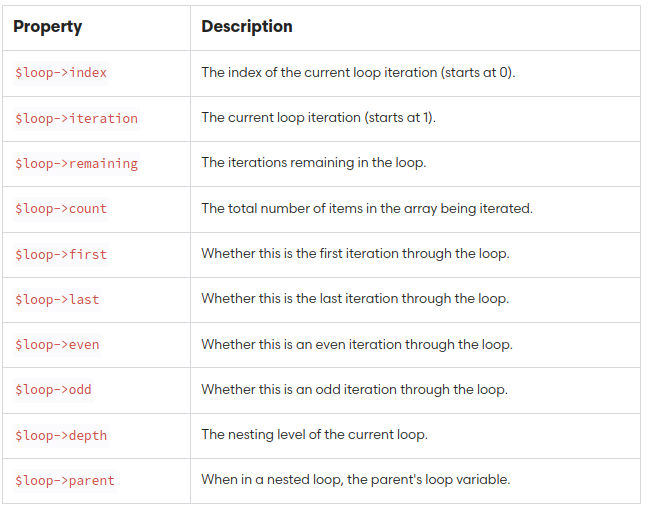 Property Description
$loop->index The index of the current loop iteration (starts at 0).
$loop->iteration The current loop iteration (starts at 1).
$loop->remaining The iterations remaining in the loop.
$loop->count The total number of items in the array being iterated.
$loop->first Whether this is the first iteration through the loop.
$loop->last Whether this is the last iteration through the loop.
$loop->even Whether this is an even iteration through the loop.
$loop->odd Whether this is an odd iteration through the loop.
$loop->depth The nesting level of the current loop.
$loop->parent When in a nested loop, the parent's loop variable.